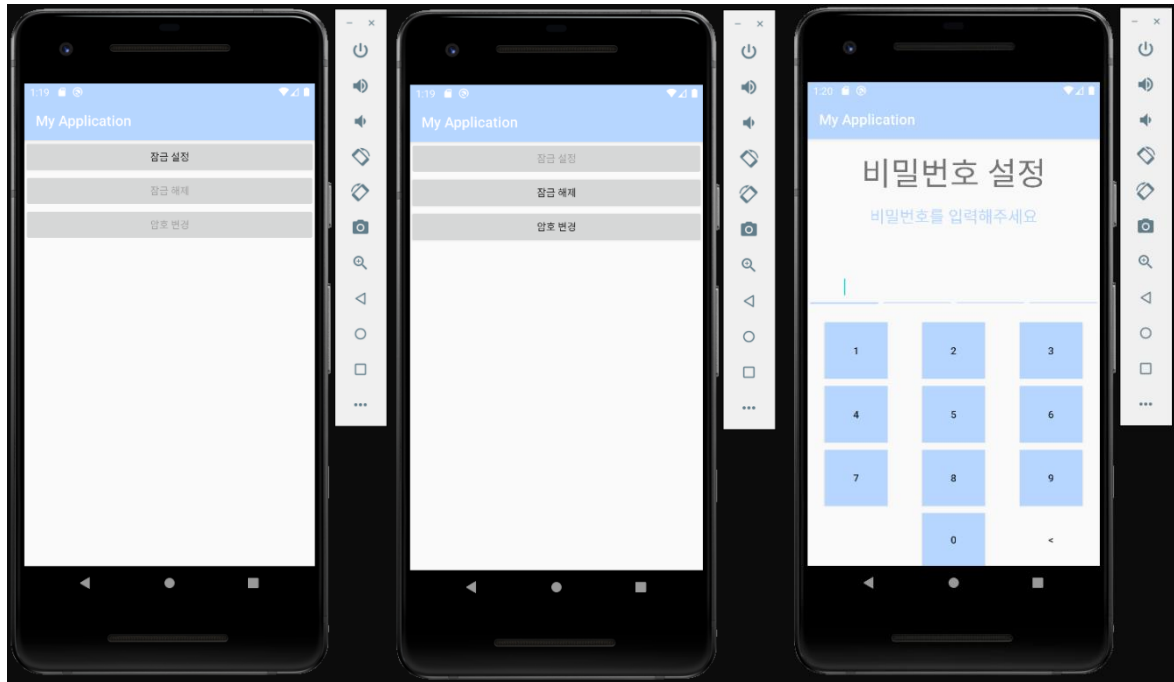 1:19
My Application
잠금 설정
잠금 해제
암호 변경
1:19
My Application
잠금 설정
잠금 해제
암호 변경
1:20
My Application
비밀번호 설정
비밀번호를 입력해주세요
1 2 3
4 5 6
7 8 9
0 <